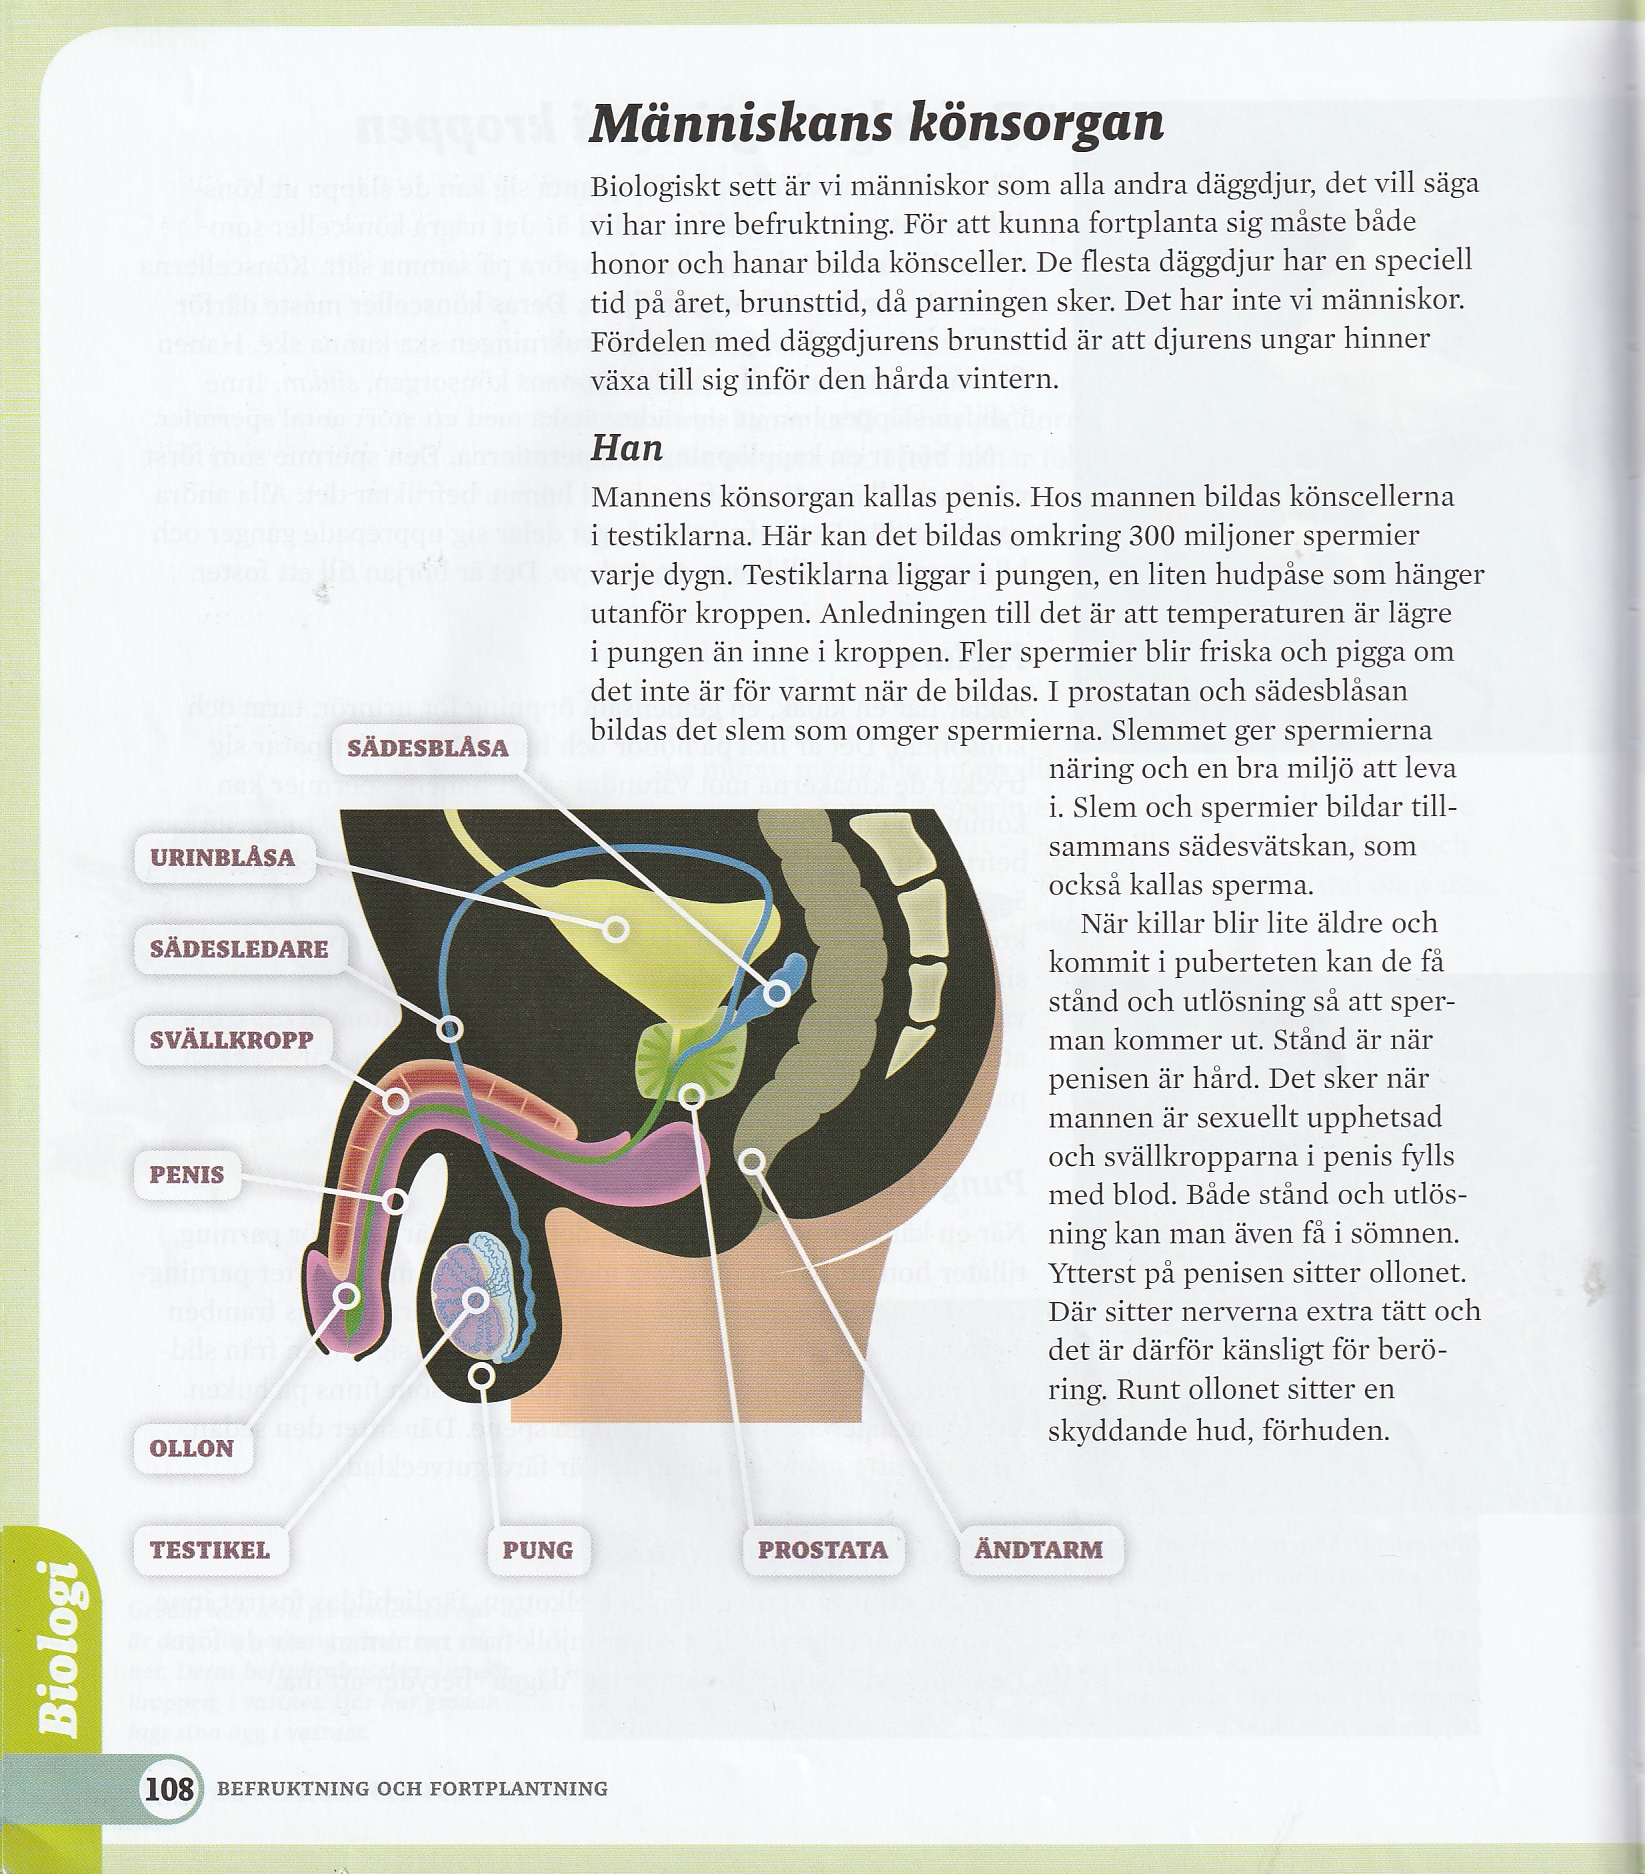 Människans könsorgan
Biologiskt sett är vi människor som alla andra däggdjur, det vill säga
vi har inre befruktning. För att kunna fortplanta sig måste både
honor och hanar bilda könsceller. De flesta däggdjur har en speciell
tid på året, brunsttid, då parningen sker. Det har inte vi människor.
Fördelen med däggdjurens brunsttid är att djurens ungar hinner
växa till sig inför den hårda vintern.
Han
Mannens könsorgan kallas penis. Hos mannen bildas könscellerna
i testiklarna. Här kan det bildas omkring 300 miljoner spermier
varje dygn. Testiklarna liggar i pungen, en liten hudpåse som hänger
utanför kroppen. Anledningen till det är att temperaturen är lägre
i pungen än inne i kroppen. Fler spermier blir friska och pigga om
det inte är för varmt när de bildas. I prostatan och sädesblåsan
bildas det slem som omger spermierna. Slemmet ger spermierna
näring och en bra miljö att leva
i. Slem och spermier bildar till-
sammans sädesvätskan, som
också kallas sperma.
När killar blir lite äldre och
kommit i puberteten kan de få
stånd och utlösning så att sper-
man kommer ut. Stånd är när
penisen är hård. Det sker när
mannen är sexuellt upphetsad
och svällkropparna i penis fylls
med blod. Både stånd och utlös-
ning kan man även få i sömnen.
Ytterst på penisen sitter ollonet.
Där sitter nerverna extra tätt och
det är därför känsligt för berö-
ring. Runt ollonet sitter en
skyddande hud, förhuden.
SÄDESBLÅSA
URINBLÅSA
SÄDESLEDARE
SVÄLLKROPP
PENIS
OLLON
TESTIKEL
PUNG
PROSTATA
ÄNDTARM
Biologi
108 BEFRUKTNING OCH FORTPLANTNING